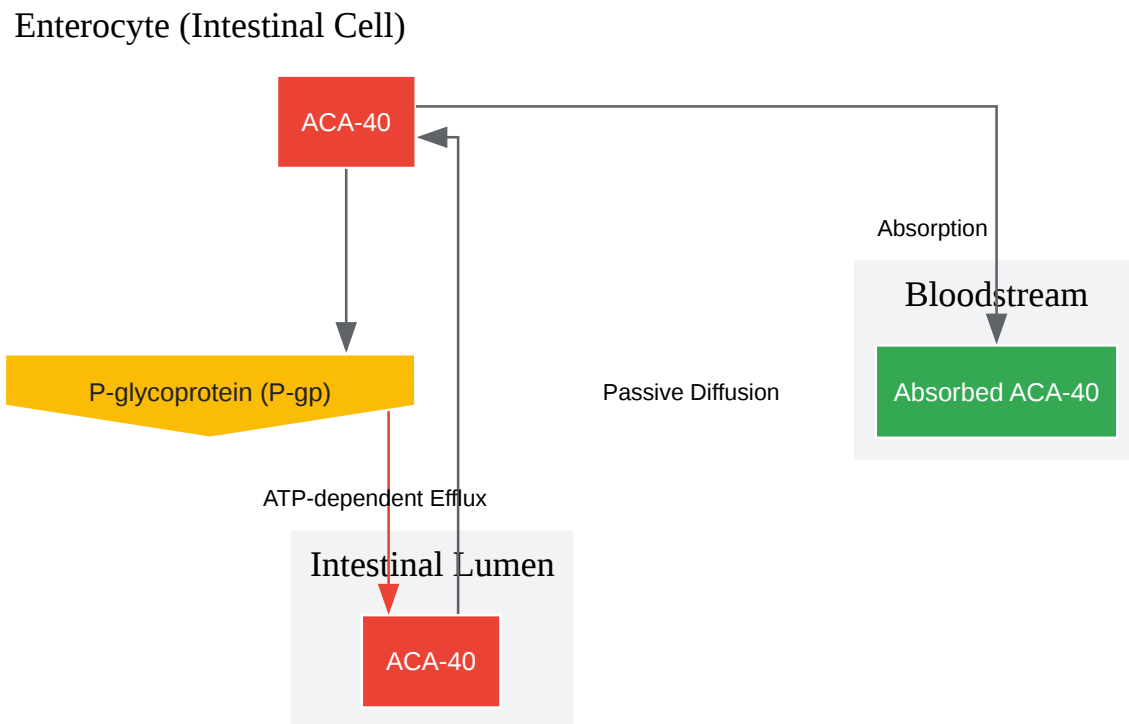 Enterocyte (Intestinal Cell)
ACA-40
Absorption
Bloodstream
P-glycoprotein (P-gp)
Passive Diffusion
Absorbed ACA-40
ATP-dependent Efflux
Intestinal Lumen
ACA-40